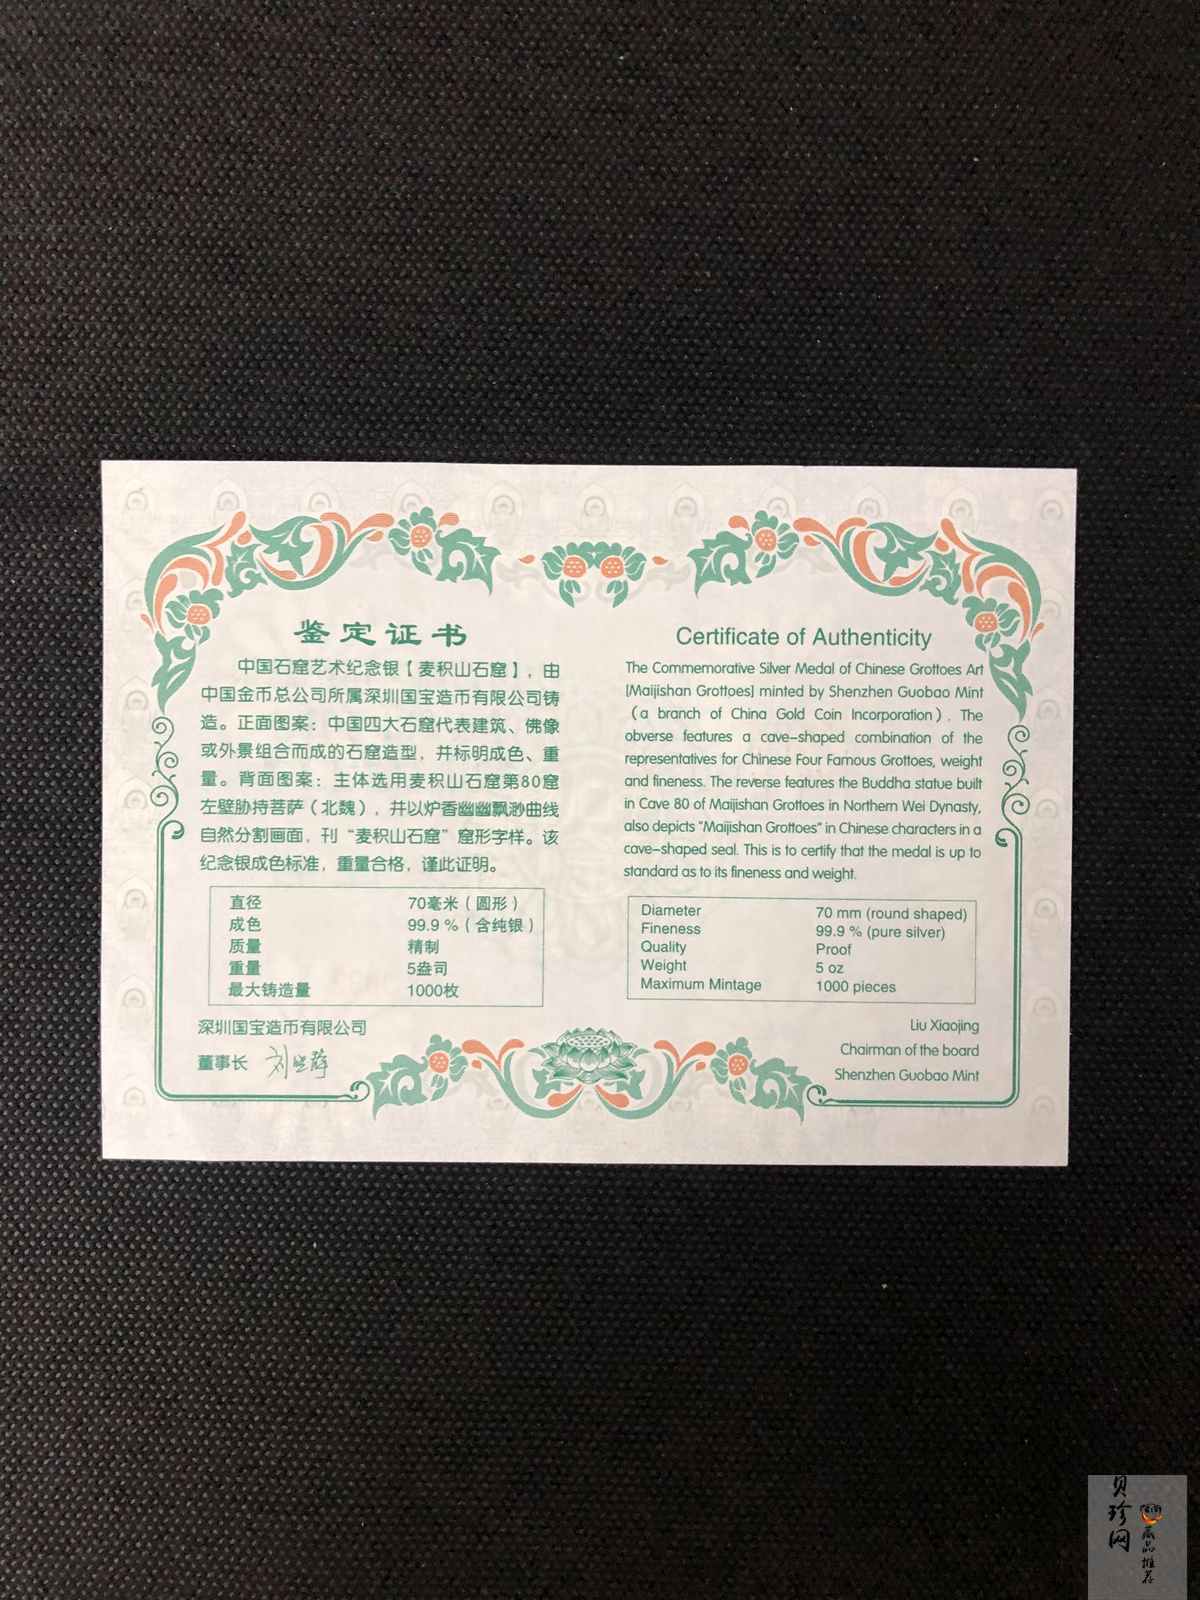 鉴定证书
中国石窟艺术纪念银【麦积山石窟】，由
中国金币总公司所属深圳国宝造币有限公司铸
造。正面图案：中国四大石窟代表建筑、佛像
或外景组合而成的石窟造型，并标明成色、重
量。背面图案：主体选用麦积山石窟第80窟
左壁胁持菩萨（北魏），并以炉香幽幽飘渺曲线
自然分割画面，刊“麦积山石窟”窟形字样。该
纪念银成色标准，重量合格，谨此证明。
直径 70毫米（圆形）
成色 99.9 %（含纯银）
质量 精制
重量 5盎司
最大铸造量 1000枚
深圳国宝造币有限公司
董事长
Certificate of Authenticity
The Commemorative Silver Medal of Chinese Grottoes Art
[Maijishan Grottoes] minted by Shenzhen Guobao Mint
(a branch of China Gold Coin Incorporation). The
obverse features a cave-shaped combination of the
representatives for Chinese Four Famous Grottoes, weight
and fineness. The reverse features the Buddha statue built
in Cave 80 of Maijishan Grottoes in Northern Wei Dynasty,
also depicts "Maijishan Grottoes" in Chinese characters in a
cave-shaped seal. This is to certify that the medal is up to
standard as to its fineness and weight.
Diameter 70 mm (round shaped)
Fineness 99.9 % (pure silver)
Quality Proof
Weight 5 oz
Maximum Mintage 1000 pieces
Liu Xiaojing
Chairman of the board
Shenzhen Guobao Mint
贝珍网
藏品推荐